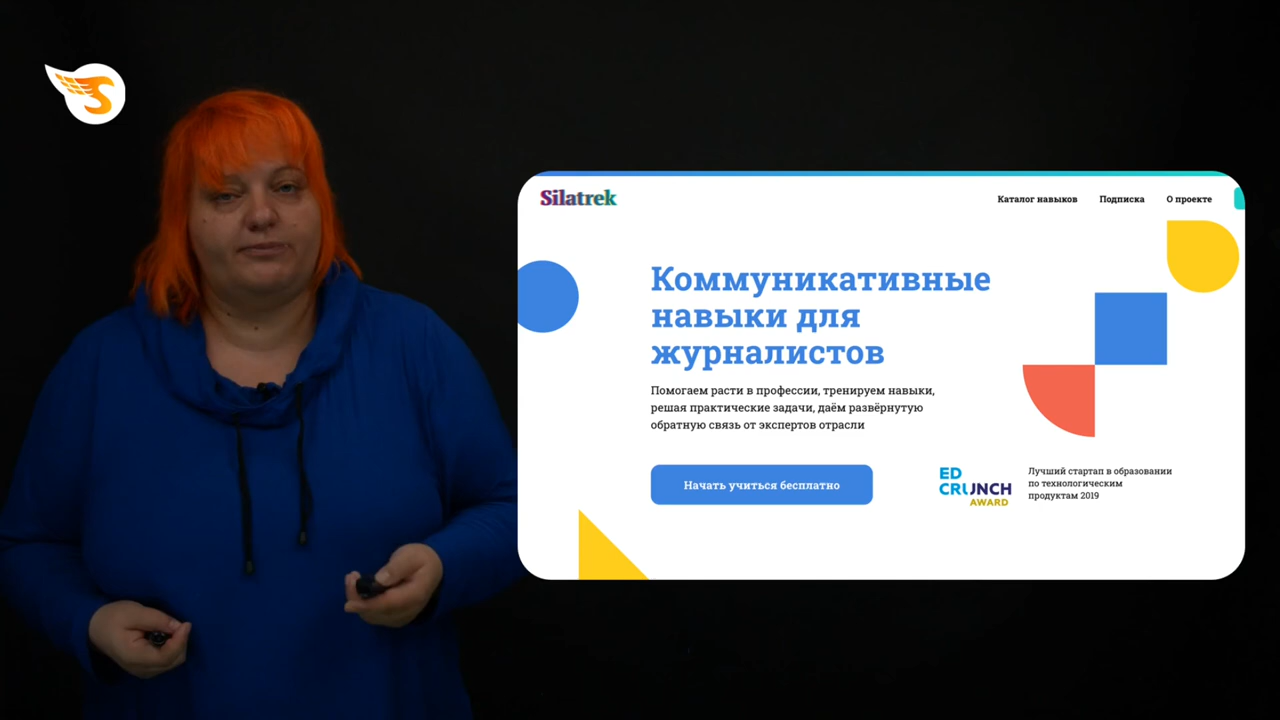 S
Silatrek
Каталог навыков
Подписка
О проекте
Коммуникативные
навыки для
журналистов
Помогаем расти в профессии, тренируем навыки,
решая практические задачи, даём развёрнутую
обратную связь от экспертов отрасли
Начать учиться бесплатно
ED
CRUNCH
AWARD
Лучший стартап в образовании
по технологическим
продуктам 2019